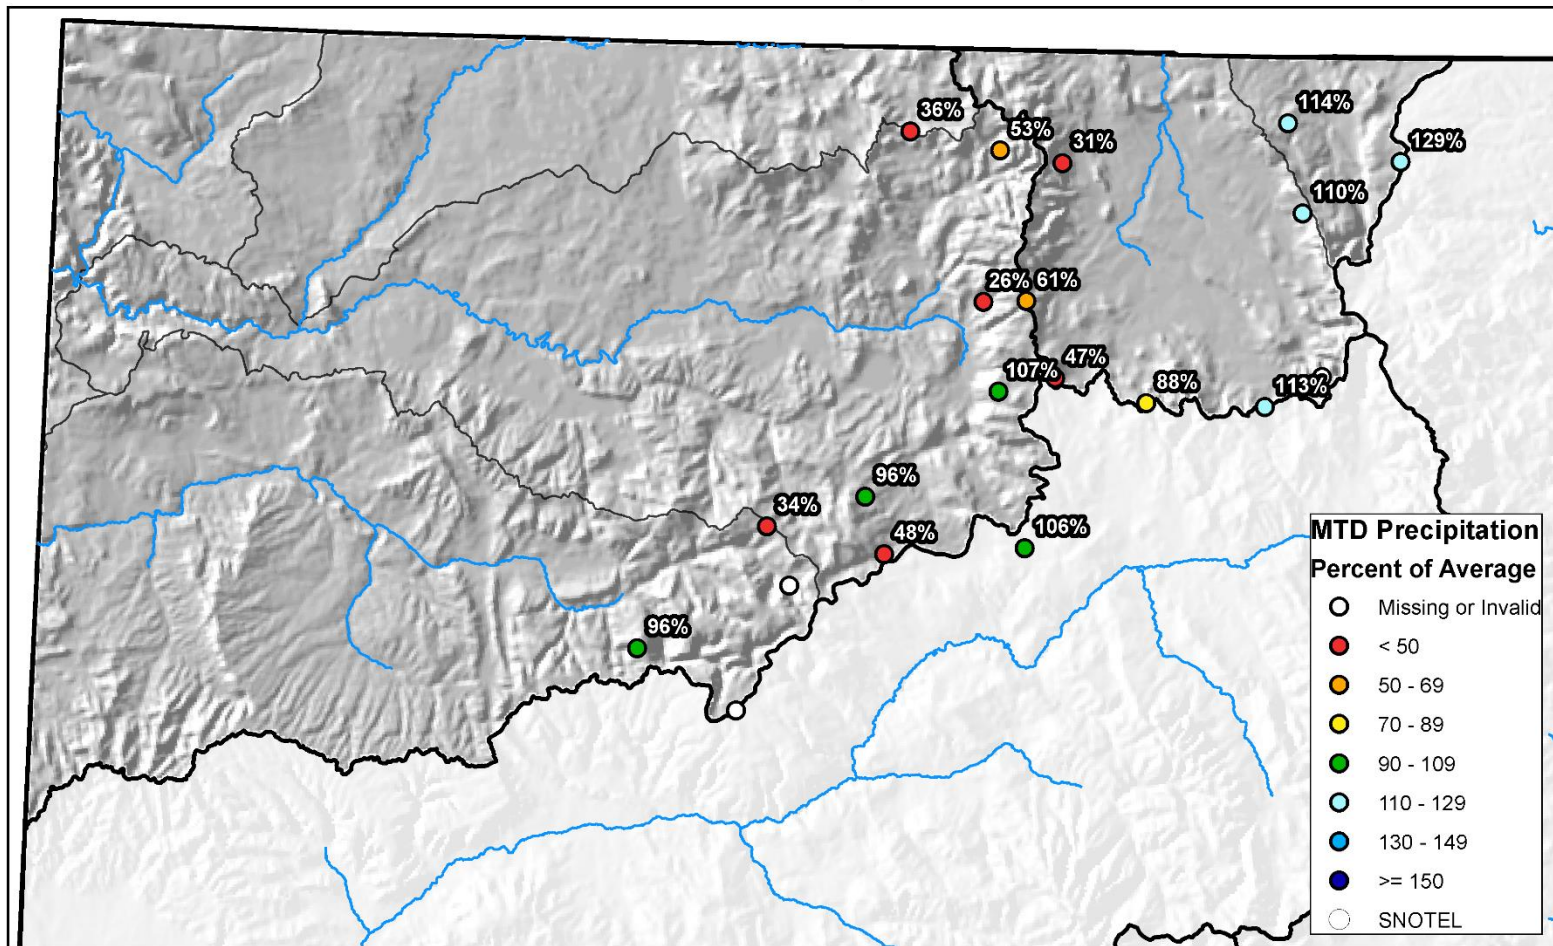 36%
53%
31%
114%
129%
110%
26%
61%
107%
47%
88%
113%
96%
34%
48%
106%
96%
MTD Precipitation
Percent of Average
Missing or Invalid
< 50
50 - 69
70 - 89
90 - 109
110 - 129
130 - 149
>= 150
SNOTEL